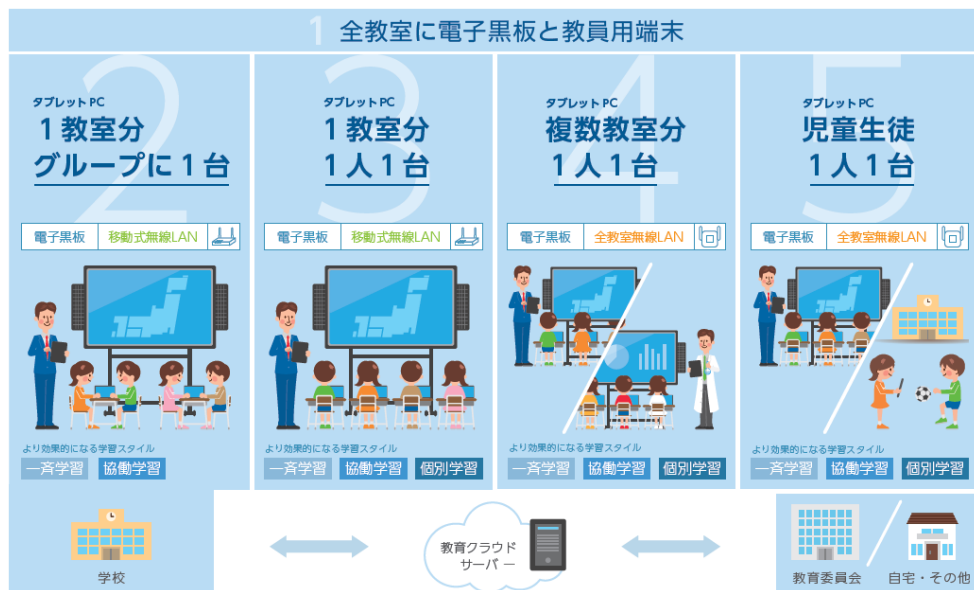 1 全教室に電子黒板と教員用端末
2
タブレットPC
1教室分
グループに1台
電子黒板 移動式無線LAN
より効果的になる学習スタイル
一斉学習 協働学習
3
タブレットPC
1教室分
1人1台
電子黒板 移動式無線LAN
より効果的になる学習スタイル
一斉学習 協働学習 個別学習
4
タブレットPC
複数教室分
1人1台
電子黒板 全教室無線LAN
より効果的になる学習スタイル
一斉学習 協働学習 個別学習
5
タブレットPC
児童生徒
1人1台
電子黒板 全教室無線LAN
より効果的になる学習スタイル
一斉学習 協働学習 個別学習
学校
教育クラウド
サーバー
教育委員会 自宅・その他